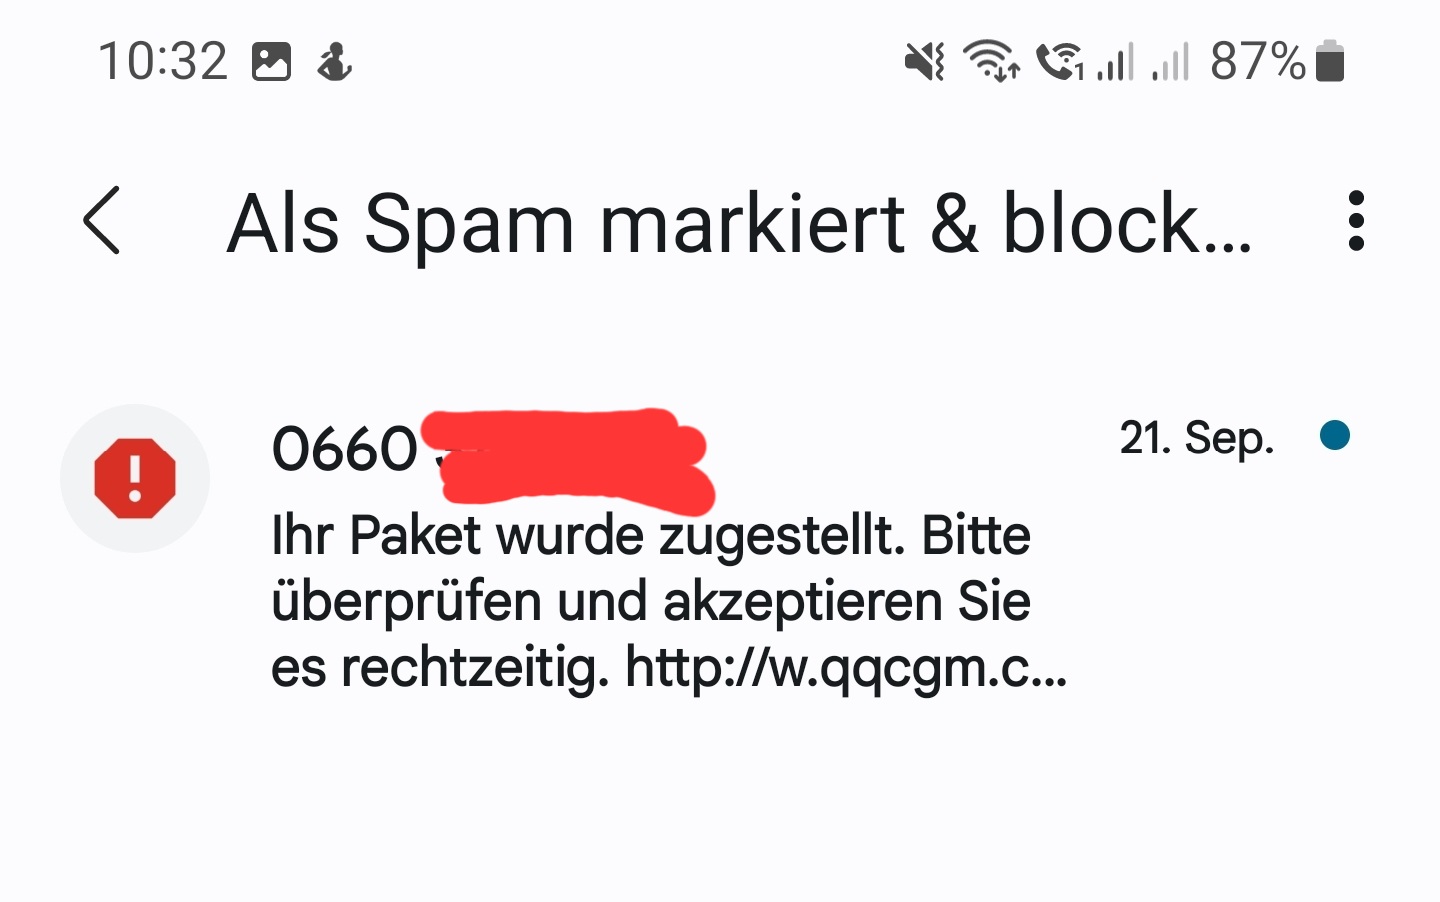 10:32
87%
Als Spam markiert & block...
0660
21. Sep.
Ihr Paket wurde zugestellt. Bitte
überprüfen und akzeptieren Sie
es rechtzeitig. http://w.qqcgm.c...